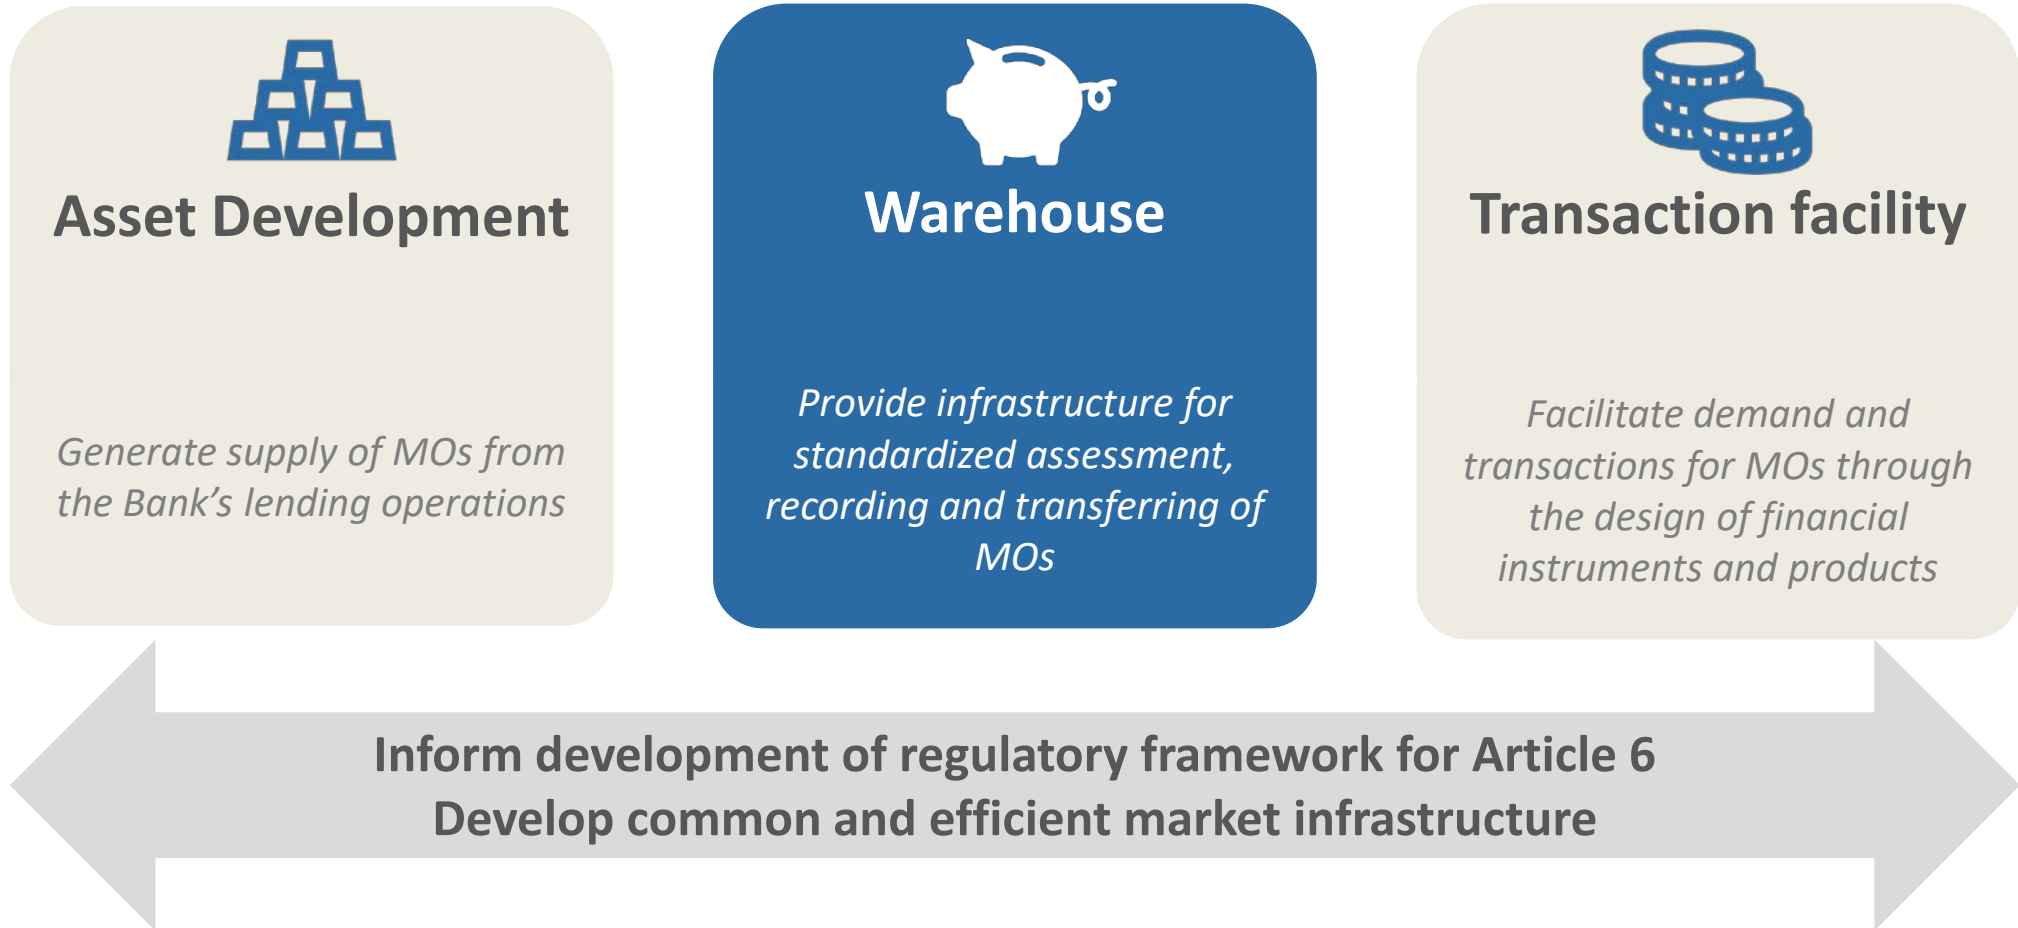 Asset Development
Generate supply of MOs from
the Bank’s lending operations
Warehouse
Provide infrastructure for
standardized assessment,
recording and transferring of
MOs
Transaction facility
Facilitate demand and
transactions for MOs through
the design of financial
instruments and products
Inform development of regulatory framework for Article 6
Develop common and efficient market infrastructure